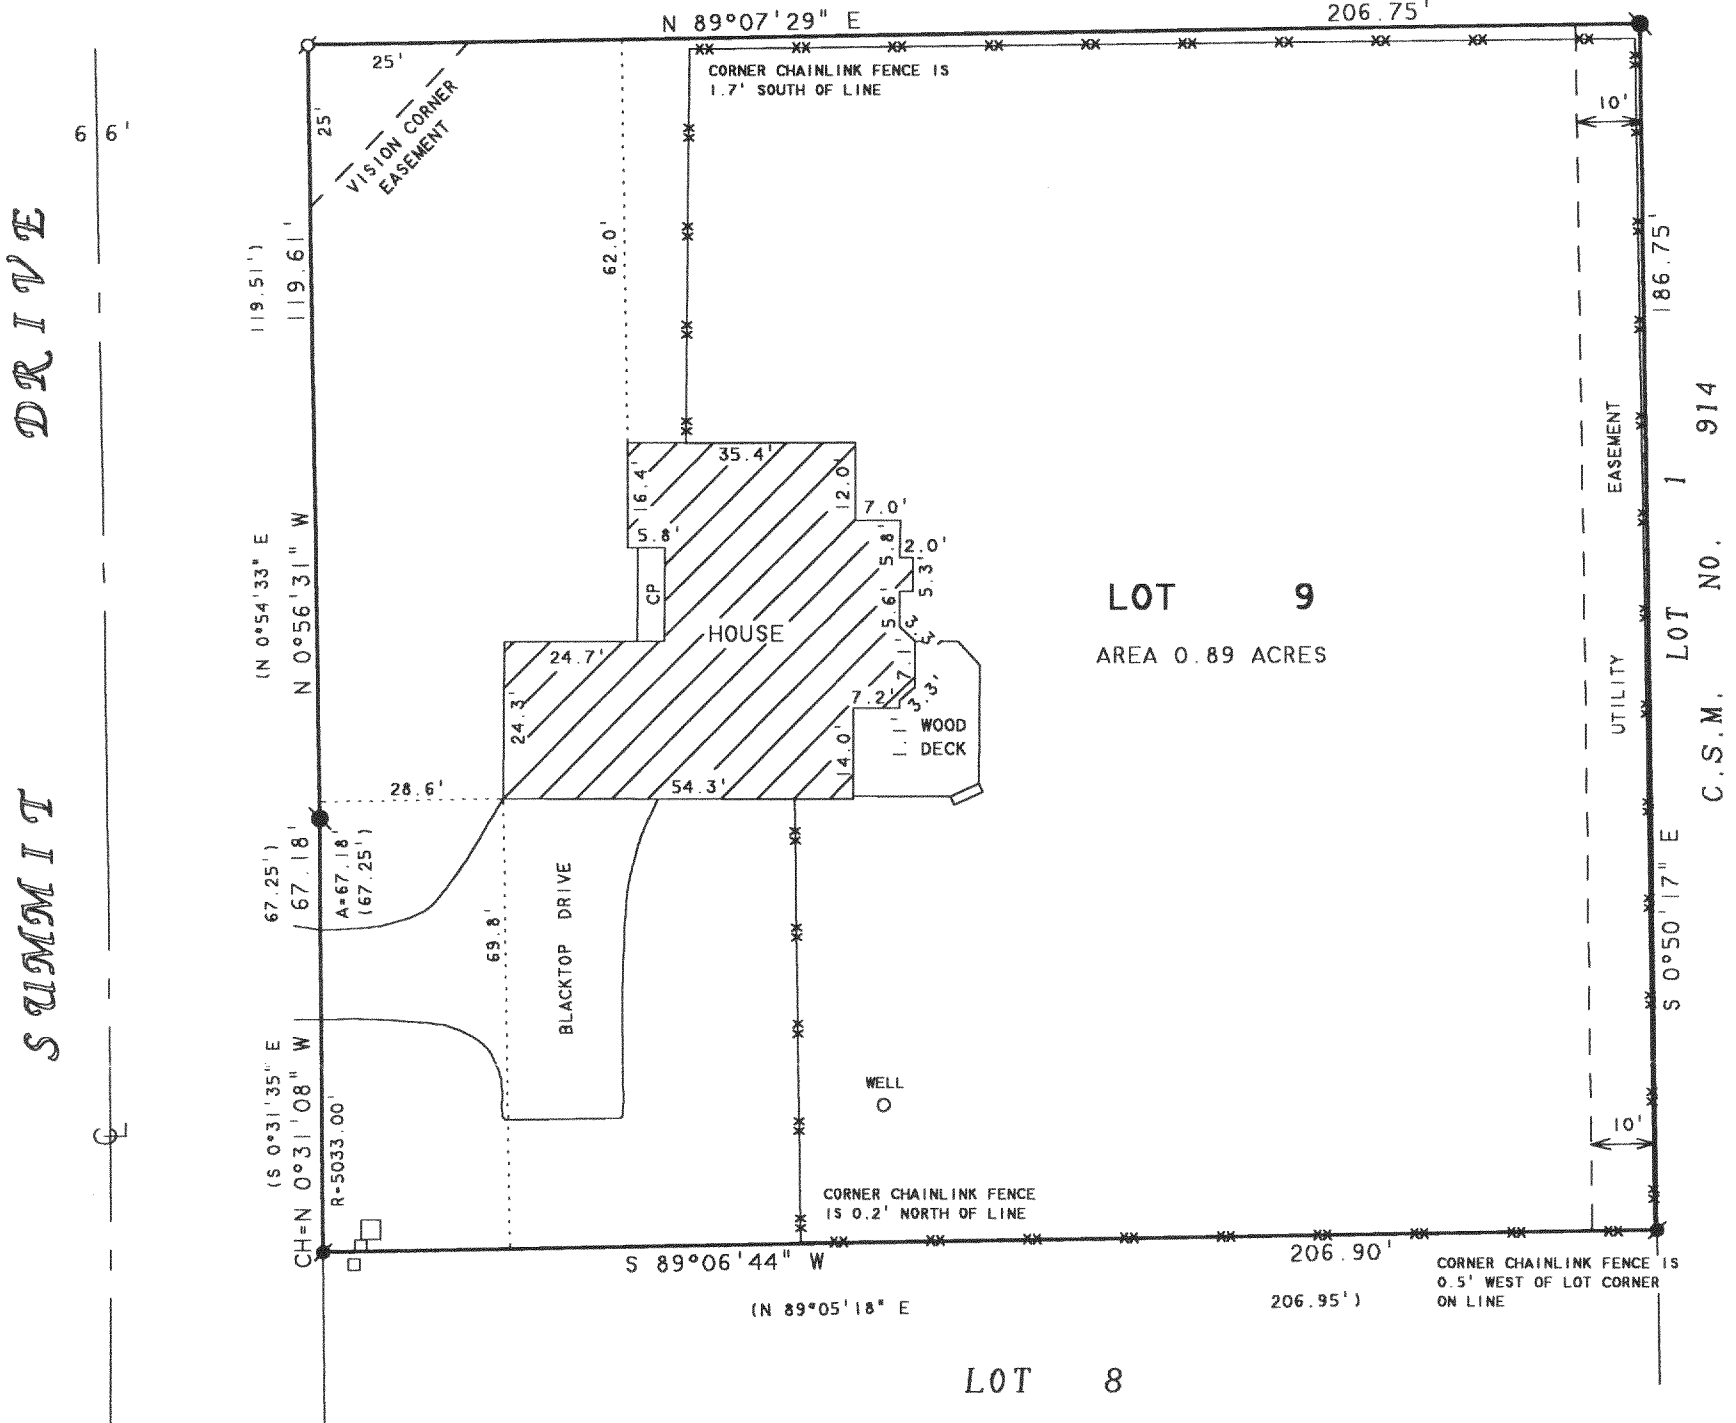 N 89°07'29" E
206.75'
25'
25'
VISION CORNER
EASEMENT
CORNER CHAINLINK FENCE IS
1.7' SOUTH OF LINE
10'
66'
62.0'
SUMMIT DRIVE
119.51')
119.61'
(N 0°54'33" E
N 0°56'31" W
186.75'
S 0°50'17" E
UTILITY EASEMENT
C.S.M. NO. 914
LOT 1
35.4'
16.4'
12.0'
5.8'
7.0'
5.8'
2.0'
5.3'
5.6'
3.3'
CP
HOUSE
24.7'
24.3'
7.1'
7.2'
3.3'
14.0'
54.3'
WOOD
DECK
LOT 9
AREA 0.89 ACRES
28.6'
67.25')
67.18'
A=67.18'
(67.25')
69.8'
BLACKTOP DRIVE
(S 0°31'35" E
CH=N 0°31'08" W
R=5033.00'
WELL
10'
CORNER CHAINLINK FENCE
IS 0.2' NORTH OF LINE
S 89°06'44" W
206.90'
CORNER CHAINLINK FENCE IS
0.5' WEST OF LOT CORNER
ON LINE
(N 89°05'18" E
206.95')
LOT 8